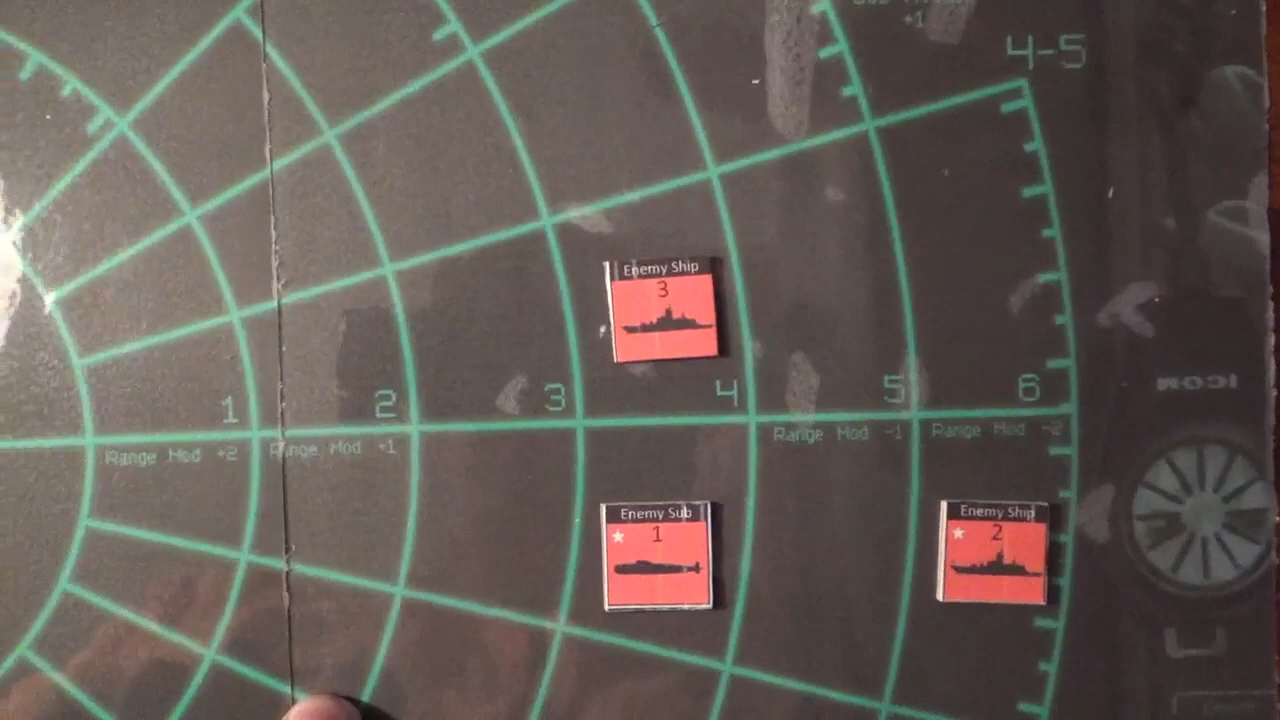 +1
4-5
Enemy Ship
3
1
2
3
4
5
6
ICOM
Range Mod +2
Range Mod +1
Range Mod -1
Range Mod -2
Enemy Sub
1
Enemy Ship
2